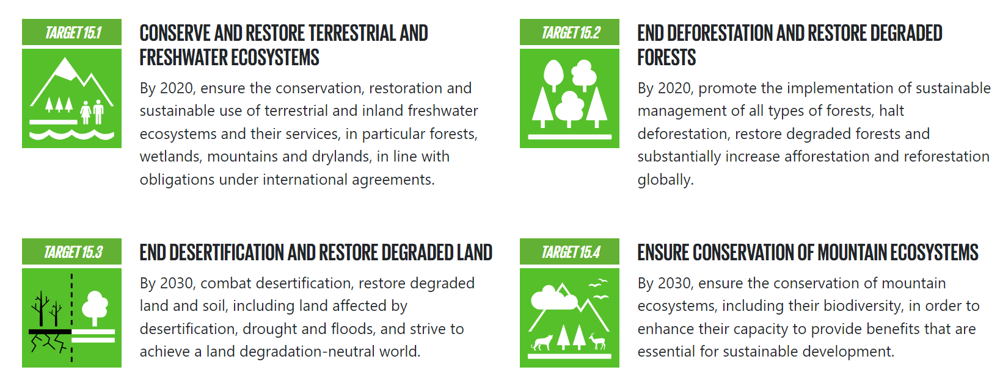 TARGET 15.1
CONSERVE AND RESTORE TERRESTRIAL AND
FRESHWATER ECOSYSTEMS
By 2020, ensure the conservation, restoration and
sustainable use of terrestrial and inland freshwater
ecosystems and their services, in particular forests,
wetlands, mountains and drylands, in line with
obligations under international agreements.
TARGET 15.2
END DEFORESTATION AND RESTORE DEGRADED
FORESTS
By 2020, promote the implementation of sustainable
management of all types of forests, halt
deforestation, restore degraded forests and
substantially increase afforestation and reforestation
globally.
TARGET 15.3
END DESERTIFICATION AND RESTORE DEGRADED LAND
By 2030, combat desertification, restore degraded
land and soil, including land affected by
desertification, drought and floods, and strive to
achieve a land degradation-neutral world.
TARGET 15.4
ENSURE CONSERVATION OF MOUNTAIN ECOSYSTEMS
By 2030, ensure the conservation of mountain
ecosystems, including their biodiversity, in order to
enhance their capacity to provide benefits that are
essential for sustainable development.